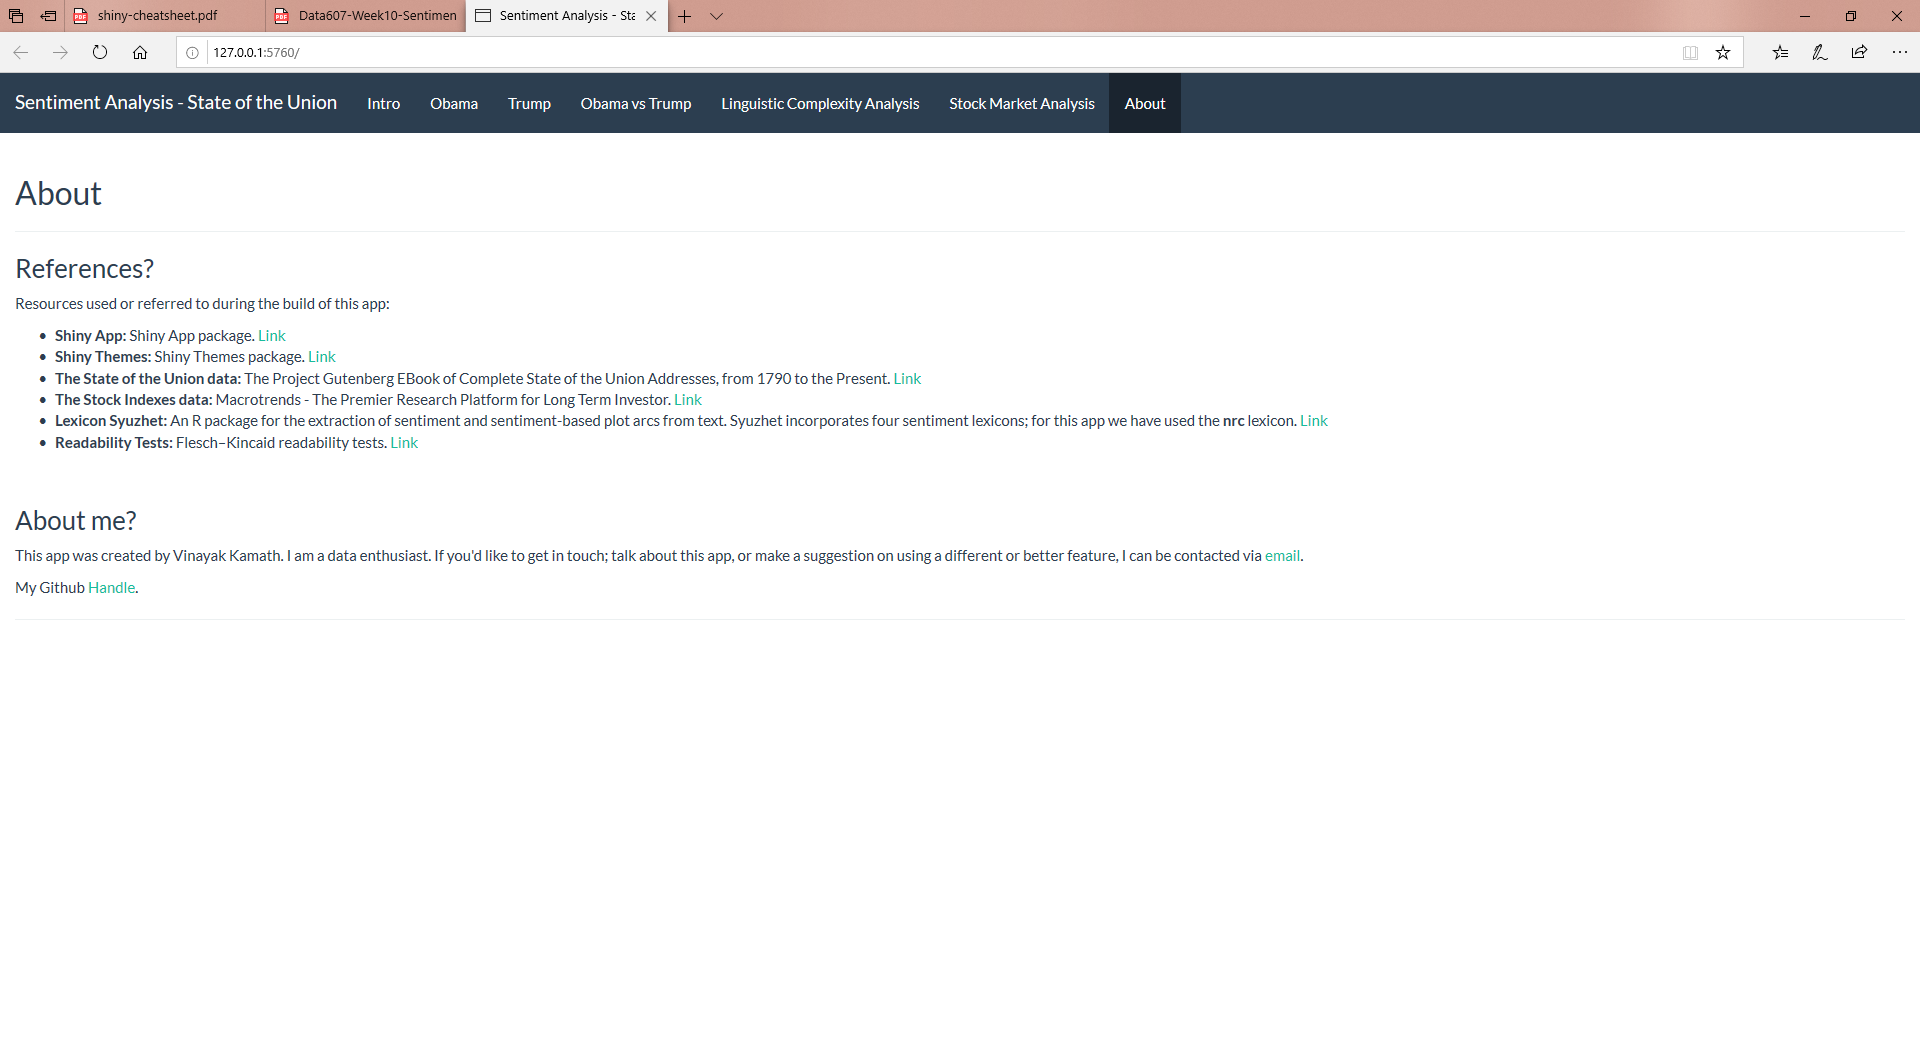 shiny-cheatsheet.pdf
Data607-Week10-Sentimen
Sentiment Analysis - Sta
127.0.0.1:5760/
Sentiment Analysis - State of the Union Intro Obama Trump Obama vs Trump Linguistic Complexity Analysis Stock Market Analysis About
About
References?
Resources used or referred to during the build of this app:
Shiny App: Shiny App package. Link
Shiny Themes: Shiny Themes package. Link
The State of the Union data: The Project Gutenberg EBook of Complete State of the Union Addresses, from 1790 to the Present. Link
The Stock Indexes data: Macrotrends - The Premier Research Platform for Long Term Investor. Link
Lexicon Syuzhet: An R package for the extraction of sentiment and sentiment-based plot arcs from text. Syuzhet incorporates four sentiment lexicons; for this app we have used the nrc lexicon. Link
Readability Tests: Flesch–Kincaid readability tests. Link
About me?
This app was created by Vinayak Kamath. I am a data enthusiast. If you'd like to get in touch; talk about this app, or make a suggestion on using a different or better feature, I can be contacted via email.
My Github Handle.